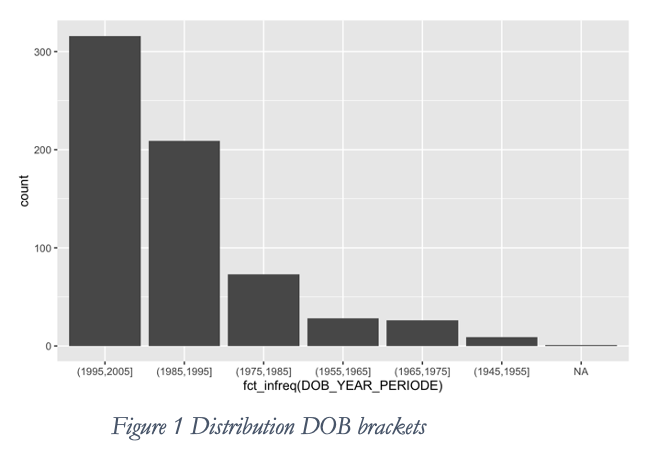 300
200
100
0
count
(1995,2005] (1985,1995] (1975,1985] (1955,1965] (1965,1975] (1945,1955] NA
fct_infreq(DOB_YEAR_PERIODE)
Figure 1 Distribution DOB brackets